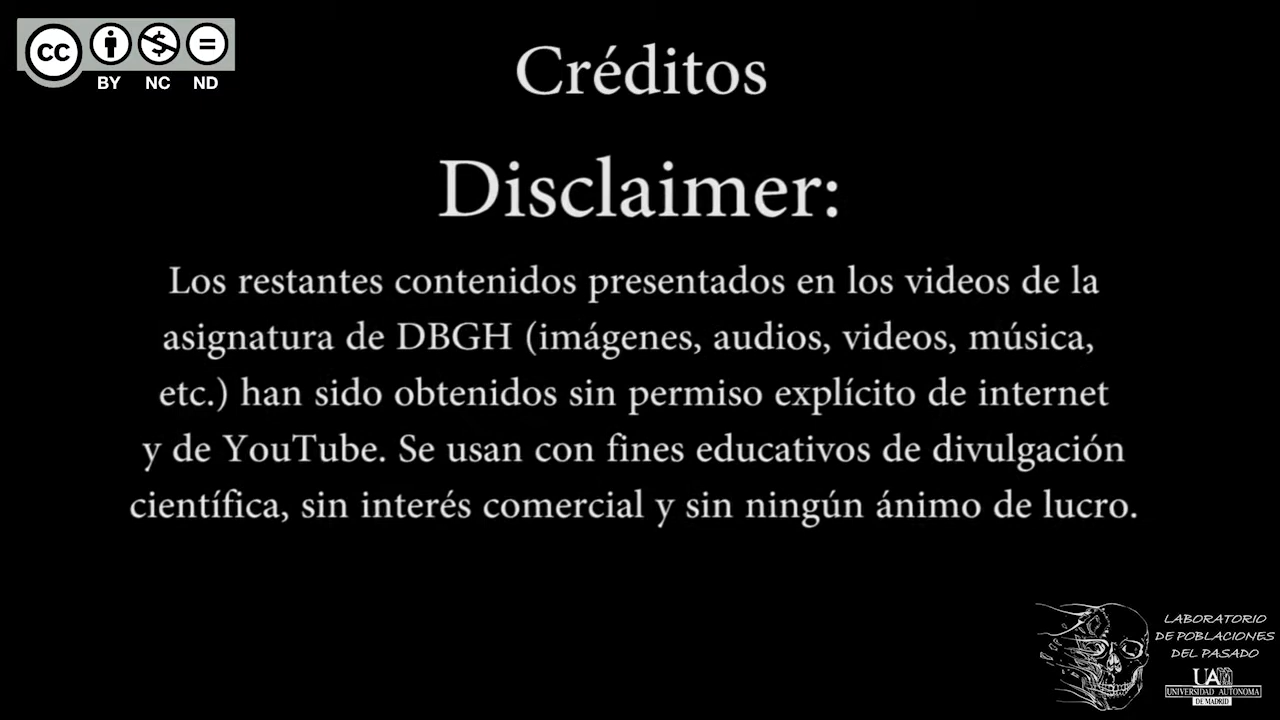 cc
BY NC ND
Créditos
Disclaimer:
Los restantes contenidos presentados en los videos de la
asignatura de DBGH (imágenes, audios, videos, música,
etc.) han sido obtenidos sin permiso explícito de internet
y de YouTube. Se usan con fines educativos de divulgación
científica, sin interés comercial y sin ningún ánimo de lucro.
LABORATORIO
DE POBLACIONES
DEL PASADO
UAM
UNIVERSIDAD AUTONOMA
DE MADRID